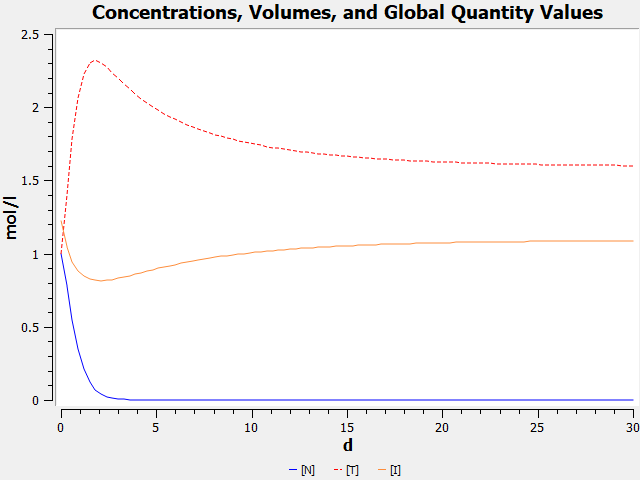 Concentrations, Volumes, and Global Quantity Values
2.5
2
1.5
1
0.5
0
mol/l
0 5 10 15 20 25 30
d
[N] [T] [I]